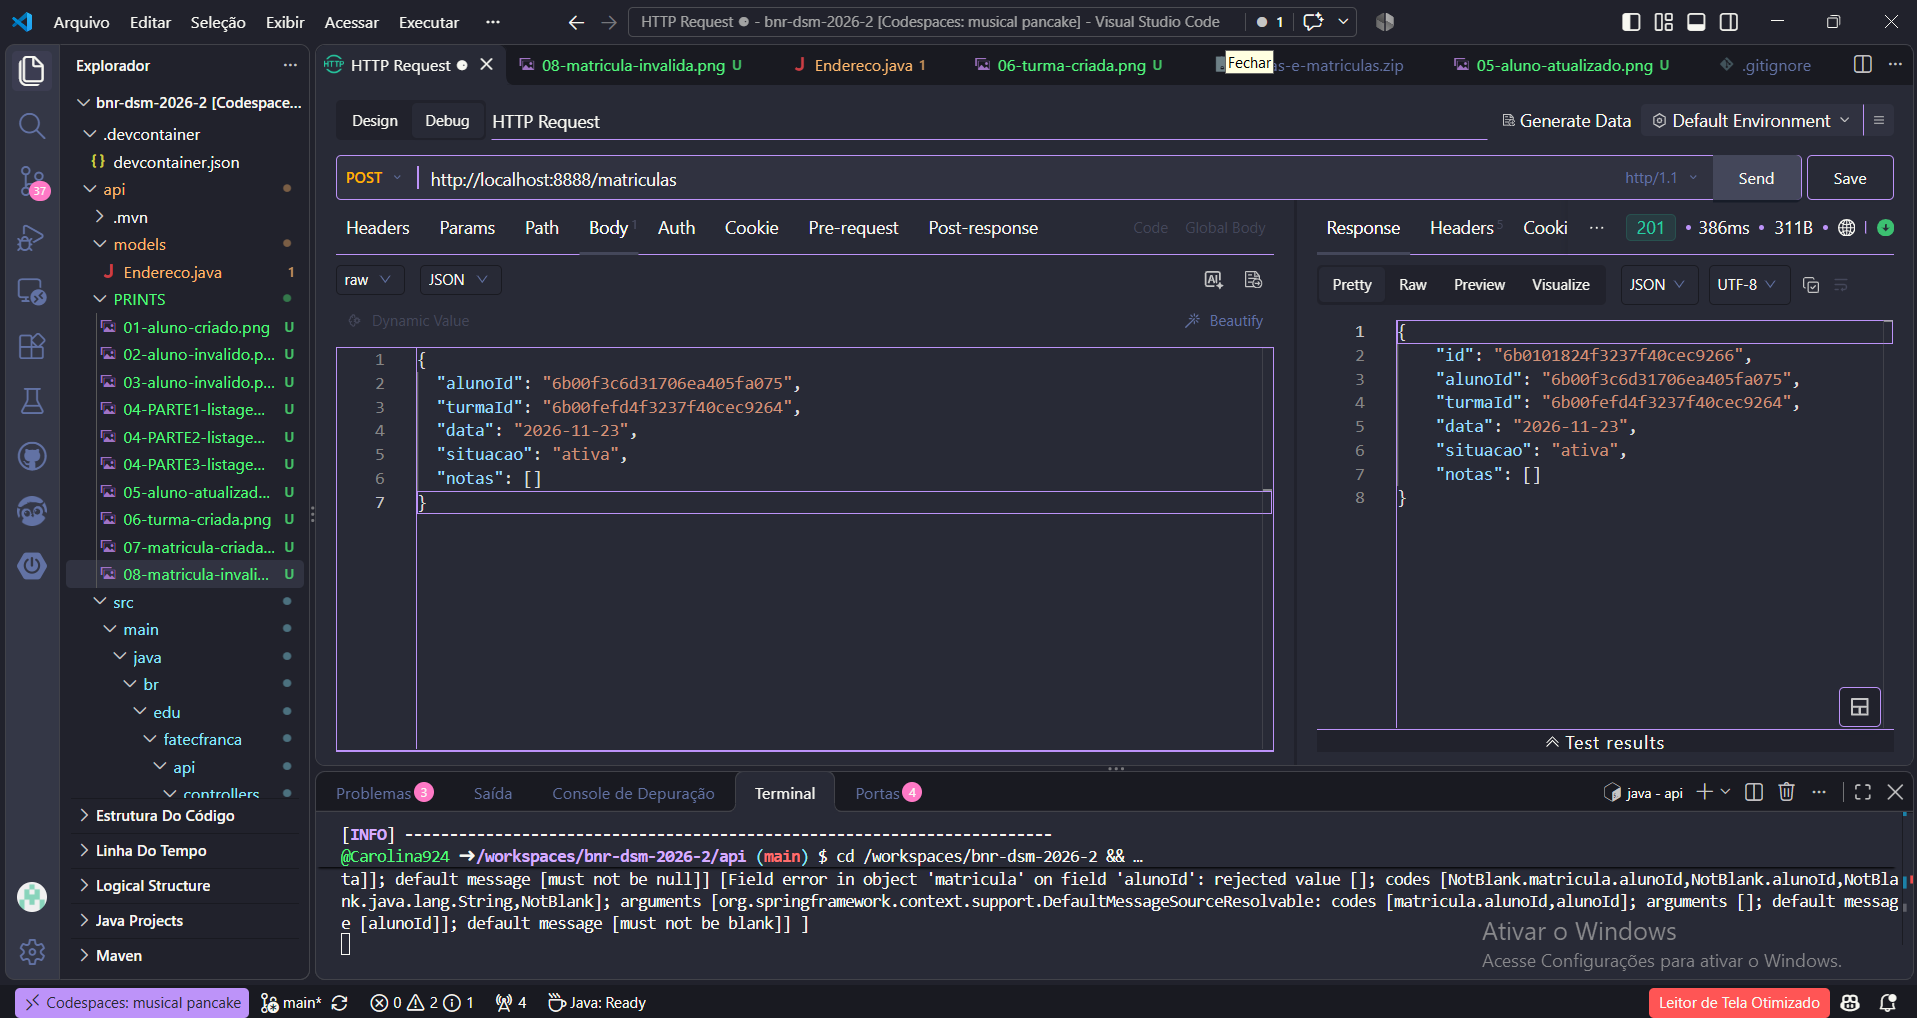 Arquivo Editar Seleção Exibir Acessar Executar ··· HTTP Request ● - bnr-dsm-2026-2 [Codespaces: musical pancake] - Visual Studio Code ● 1
Explorador ···
HTTP Request ● 08-matricula-invalida.png U Endereco.java 1 06-turma-criada.png U Fechar as-e-matriculas.zip 05-aluno-atualizado.png U .gitignore ···
bnr-dsm-2026-2 [Codespace...
.devcontainer
{} devcontainer.json
api
.mvn
models
Endereco.java 1
PRINTS
01-aluno-criado.png U
02-aluno-invalido.p... U
03-aluno-invalido.p... U
04-PARTE1-listage... U
04-PARTE2-listage... U
04-PARTE3-listage... U
05-aluno-atualizad... U
06-turma-criada.png U
07-matricula-criada... U
08-matricula-invali... U
src
main
java
br
edu
fatecfranca
api
controllers
Estrutura Do Código
Linha Do Tempo
Logical Structure
Java Projects
Maven
37
Design Debug HTTP Request Generate Data Default Environment
POST http://localhost:8888/matriculas http/1.1 Send Save
Headers Params Path Body 1 Auth Cookie Pre-request Post-response Code Global Body
raw JSON
Dynamic Value Beautify
1 {
2 "alunoId": "6b00f3c6d31706ea405fa075",
3 "turmaId": "6b00fefd4f3237f40cec9264",
4 "data": "2026-11-23",
5 "situacao": "ativa",
6 "notas": []
7 }
Response Headers 5 Cooki ··· 201 • 386ms • 311B •
Pretty Raw Preview Visualize JSON UTF-8
1 {
2 "id": "6b0101824f3237f40cec9266",
3 "alunoId": "6b00f3c6d31706ea405fa075",
4 "turmaId": "6b00fefd4f3237f40cec9264",
5 "data": "2026-11-23",
6 "situacao": "ativa",
7 "notas": []
8 }
Test results
Problemas 3 Saída Console de Depuração Terminal Portas 4 java - api ···
[INFO] ------------------------------------------------------------------------
@Carolina924 ➜/workspaces/bnr-dsm-2026-2/api (main) $ cd /workspaces/bnr-dsm-2026-2 && …
ta]]; default message [must not be null]] [Field error in object 'matricula' on field 'alunoId': rejected value []; codes [NotBlank.matricula.alunoId,NotBlank.alunoId,NotBla
nk.java.lang.String,NotBlank]; arguments [org.springframework.context.support.DefaultMessageSourceResolvable: codes [matricula.alunoId,alunoId]; arguments []; default messag
e [alunoId]]; default message [must not be blank]] ]
Ativar o Windows
Acesse Configurações para ativar o Windows.
Codespaces: musical pancake main* 0 2 1 4 Java: Ready Leitor de Tela Otimizado